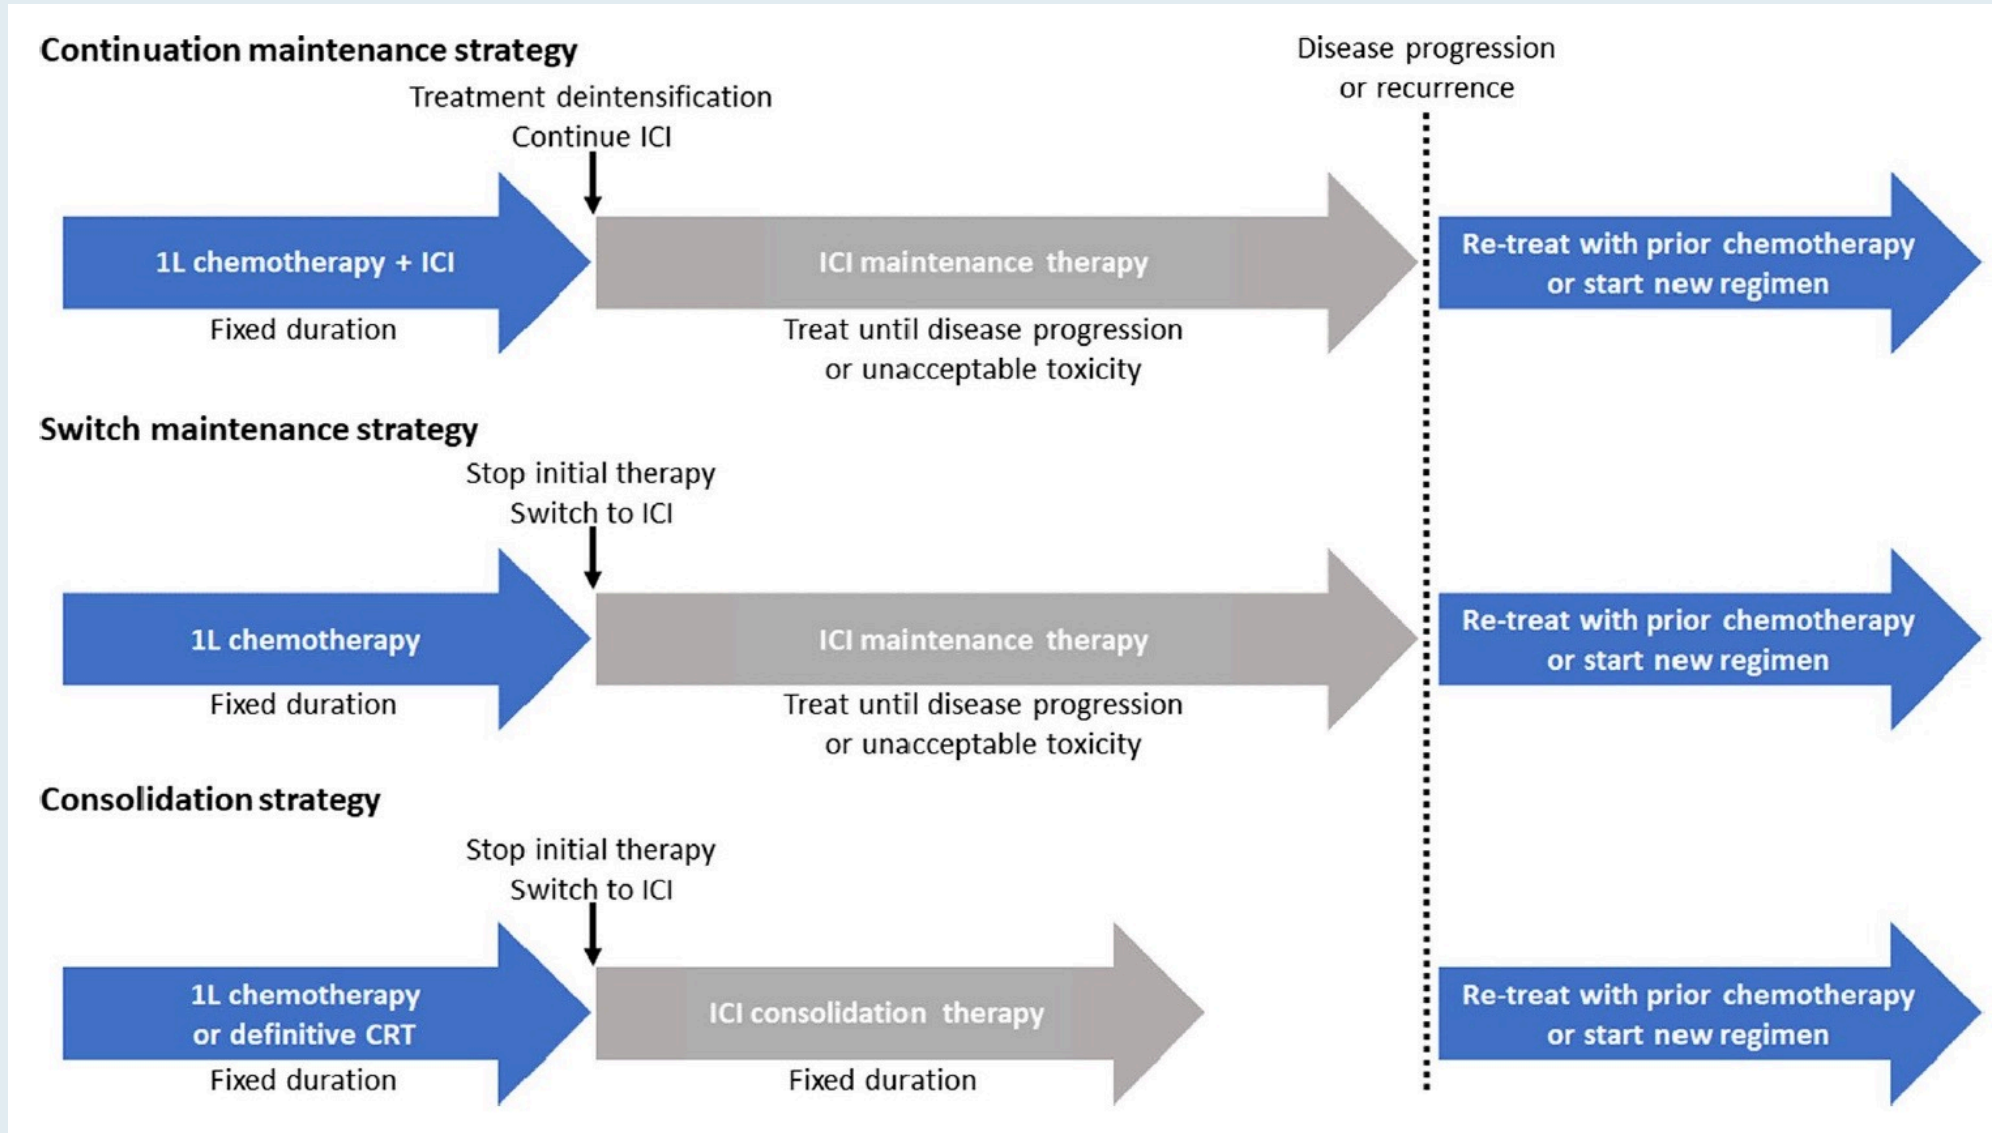 Continuation maintenance strategy
Disease progression
or recurrence
Treatment deintensification
Continue ICI
1L chemotherapy + ICI
ICI maintenance therapy
Re-treat with prior chemotherapy
or start new regimen
Fixed duration
Treat until disease progression
or unacceptable toxicity
Switch maintenance strategy
Stop initial therapy
Switch to ICI
1L chemotherapy
ICI maintenance therapy
Re-treat with prior chemotherapy
or start new regimen
Fixed duration
Treat until disease progression
or unacceptable toxicity
Consolidation strategy
Stop initial therapy
Switch to ICI
1L chemotherapy
or definitive CRT
ICI consolidation therapy
Re-treat with prior chemotherapy
or start new regimen
Fixed duration
Fixed duration